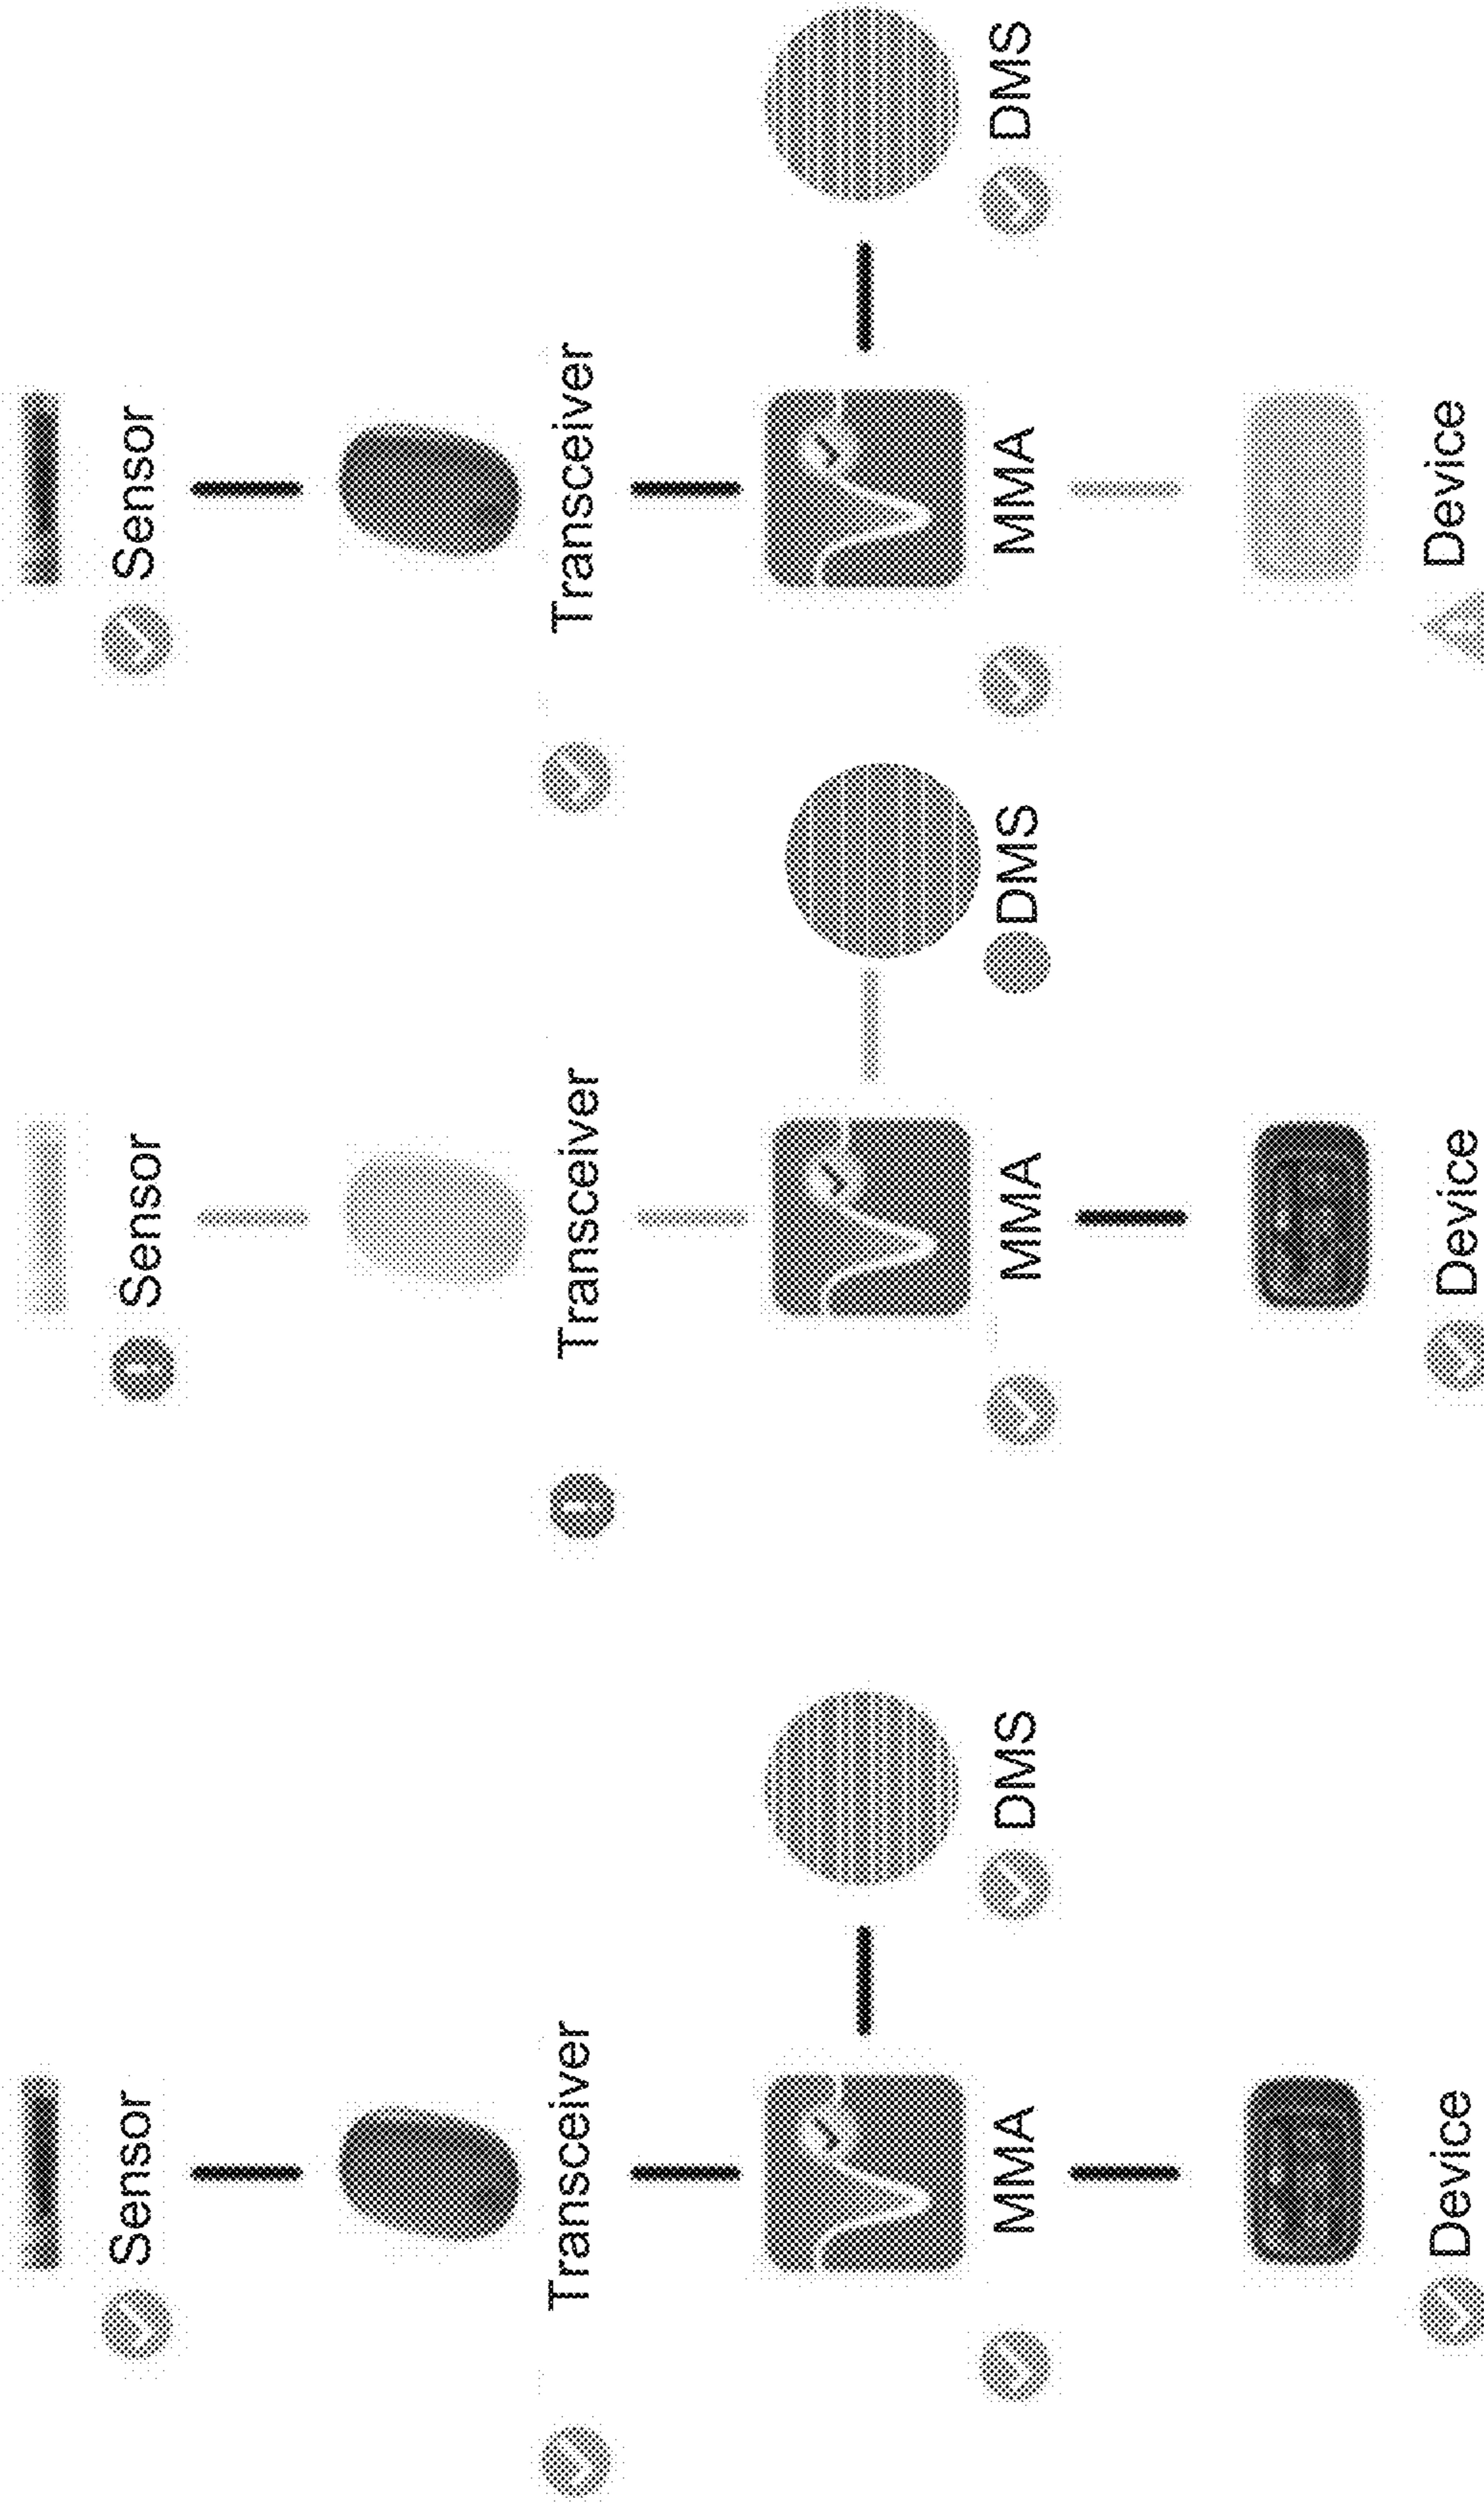 Sensor
Transceiver
MMA
DMS
Device
Sensor
Transceiver
MMA
DMS
Device
Sensor
Transceiver
MMA
DMS
Device